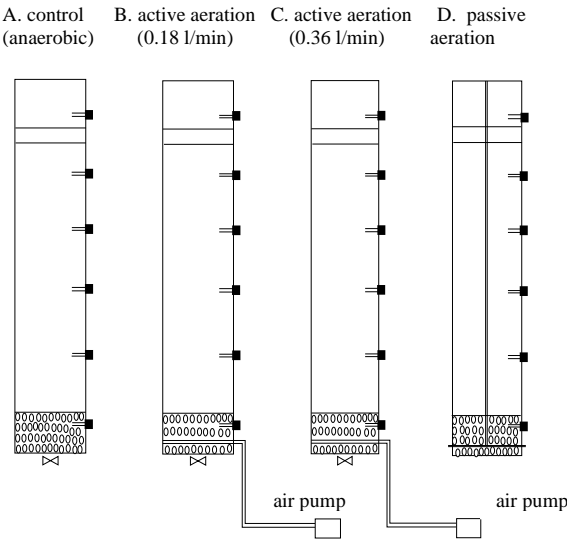 A. control
(anaerobic)
B. active aeration
(0.18 l/min)
C. active aeration
(0.36 l/min)
D. passive
aeration
air pump
air pump